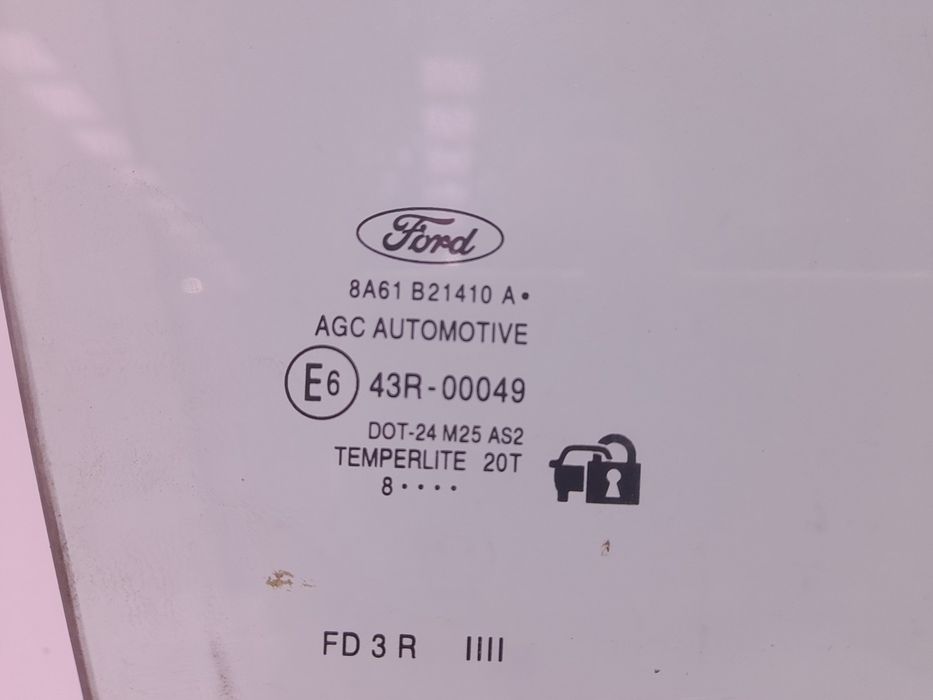 Ford
8A61 B21410 A•
AGC AUTOMOTIVE
E6 43R-00049
DOT-24 M25 AS2
TEMPERLITE 20T
8 ····
FD 3 R IIII